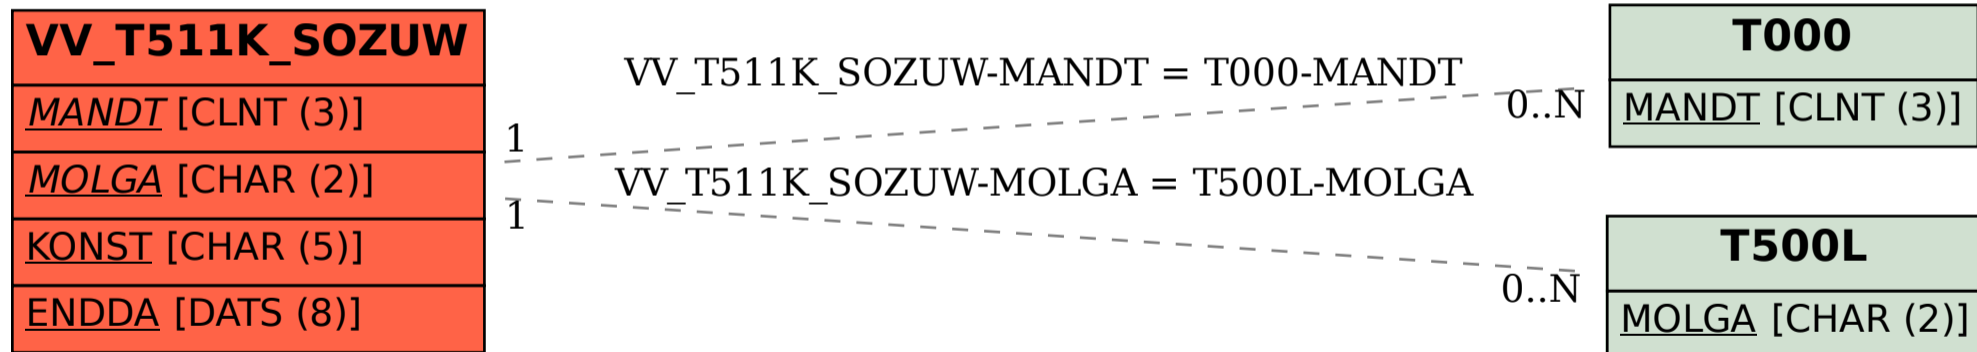 VV_T511K_SOZUW
MANDT [CLNT (3)]
MOLGA [CHAR (2)]
KONST [CHAR (5)]
ENDDA [DATS (8)]
VV_T511K_SOZUW-MANDT = T000-MANDT
1
0..N
VV_T511K_SOZUW-MOLGA = T500L-MOLGA
1
0..N
T000
MANDT [CLNT (3)]
T500L
MOLGA [CHAR (2)]